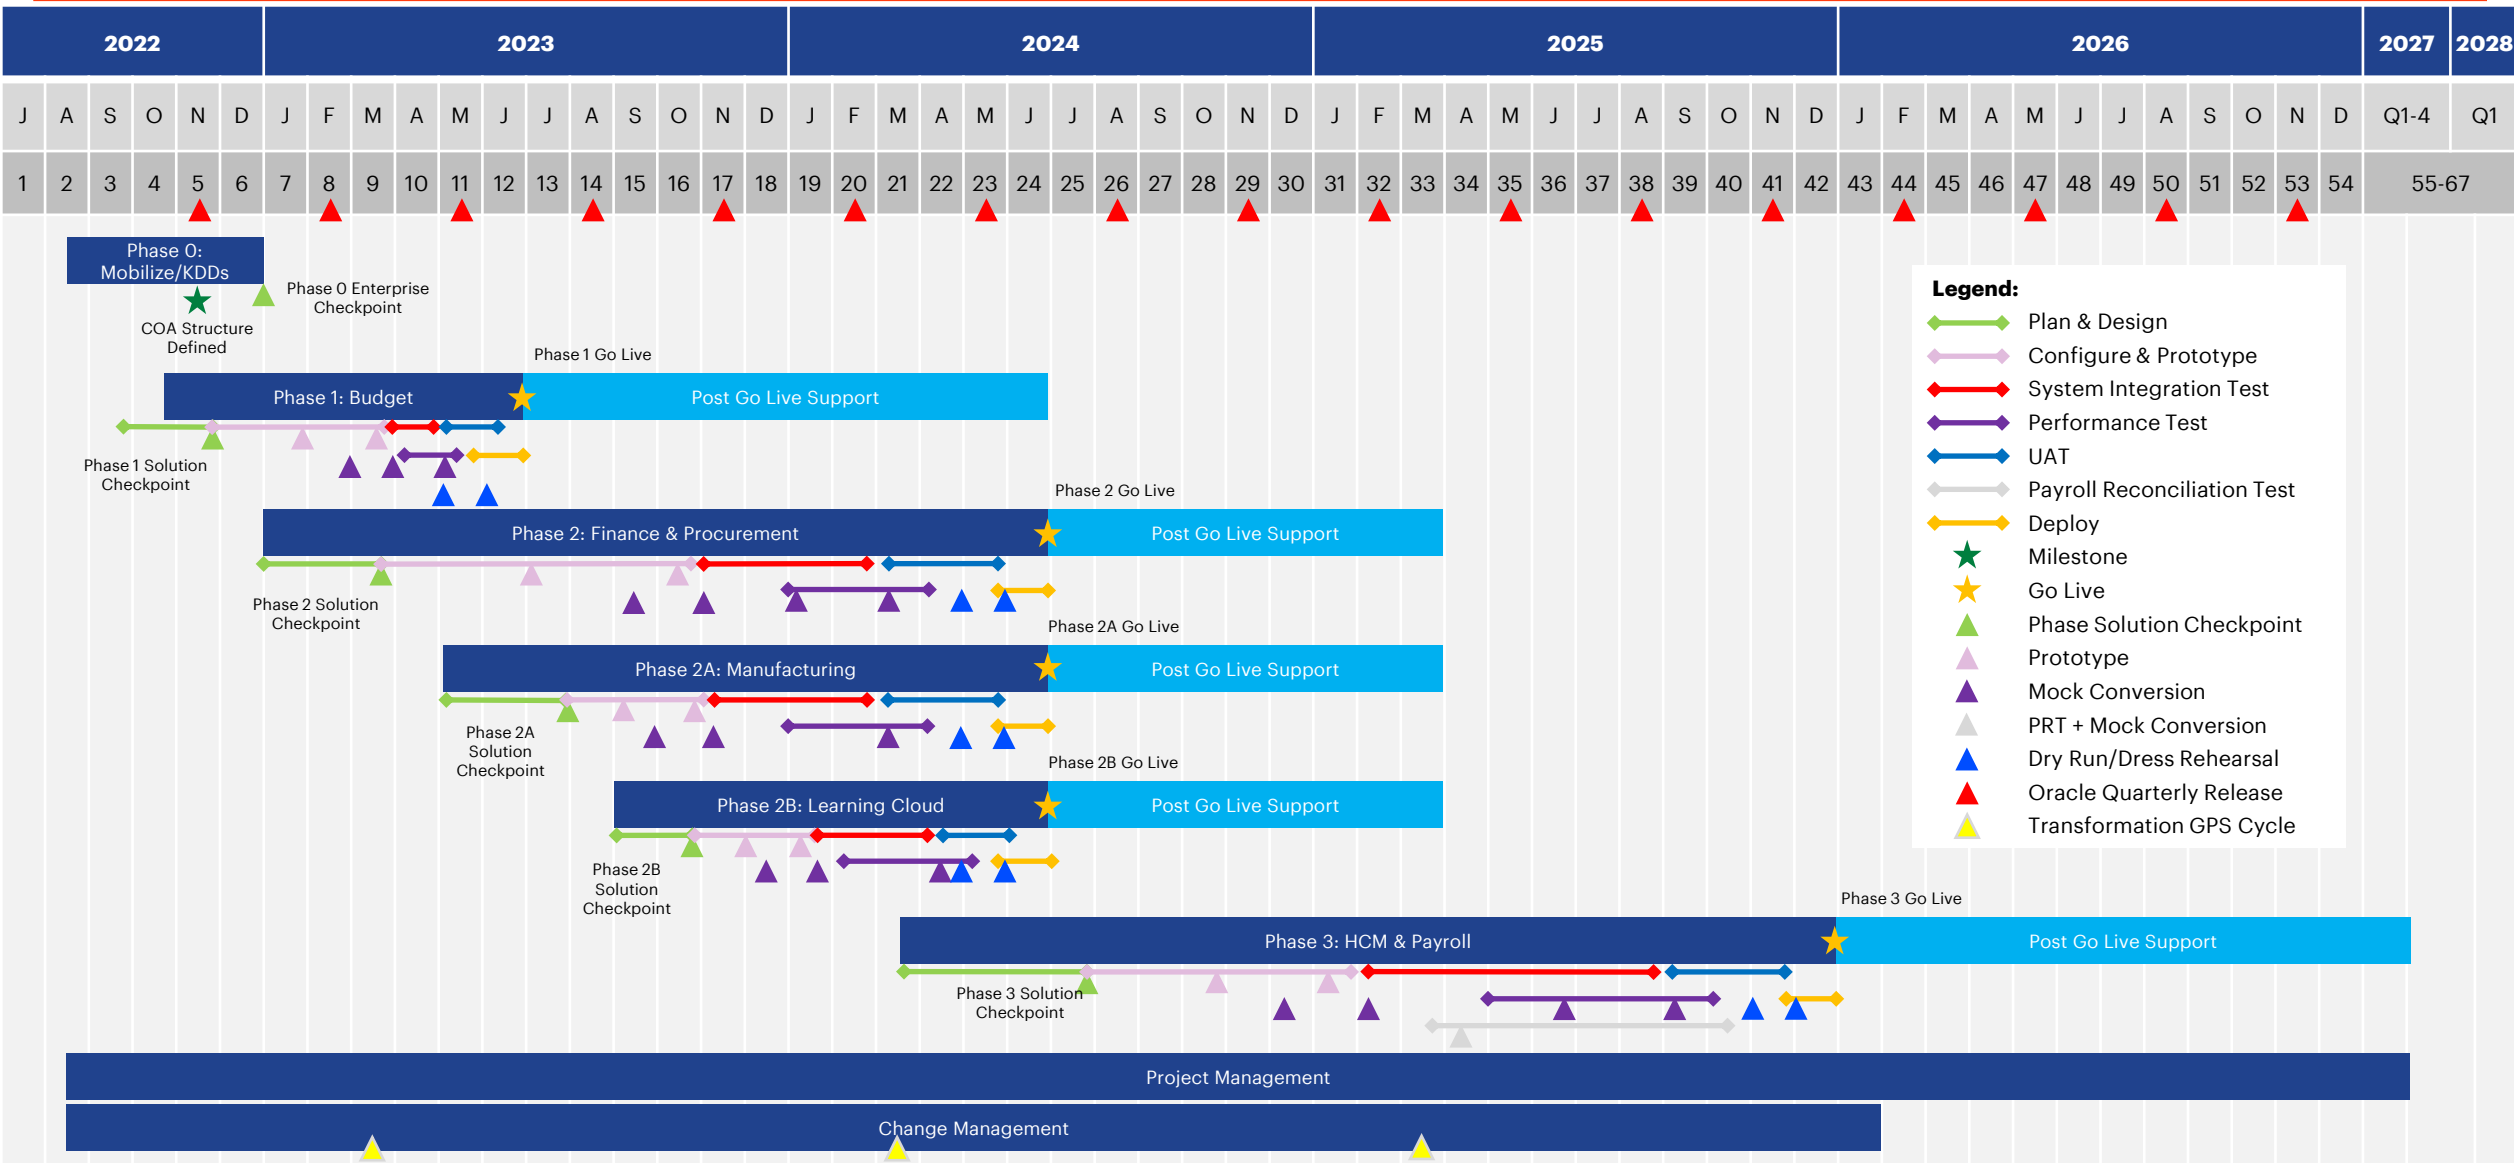 2022 2023 2024 2025 2026 2027 2028
J A S O N D J F M A M J J A S O N D J F M A M J J A S O N D J F M A M J J A S O N D J F M A M J J A S O N D Q1-4 Q1
1 2 3 4 5 6 7 8 9 10 11 12 13 14 15 16 17 18 19 20 21 22 23 24 25 26 27 28 29 30 31 32 33 34 35 36 37 38 39 40 41 42 43 44 45 46 47 48 49 50 51 52 53 54 55-67
Phase 0:
Mobilize/KDDs
Phase 0 Enterprise
Checkpoint
COA Structure
Defined
Phase 1 Go Live
Phase 1: Budget
Post Go Live Support
Phase 1 Solution
Checkpoint
Phase 2 Go Live
Phase 2: Finance & Procurement
Post Go Live Support
Phase 2 Solution
Checkpoint
Phase 2A Go Live
Phase 2A: Manufacturing
Post Go Live Support
Phase 2A
Solution
Checkpoint
Phase 2B Go Live
Phase 2B: Learning Cloud
Post Go Live Support
Phase 2B
Solution
Checkpoint
Phase 3 Go Live
Phase 3: HCM & Payroll
Post Go Live Support
Phase 3 Solution
Checkpoint
Project Management
Change Management
Legend:
Plan & Design
Configure & Prototype
System Integration Test
Performance Test
UAT
Payroll Reconciliation Test
Deploy
Milestone
Go Live
Phase Solution Checkpoint
Prototype
Mock Conversion
PRT + Mock Conversion
Dry Run/Dress Rehearsal
Oracle Quarterly Release
Transformation GPS Cycle